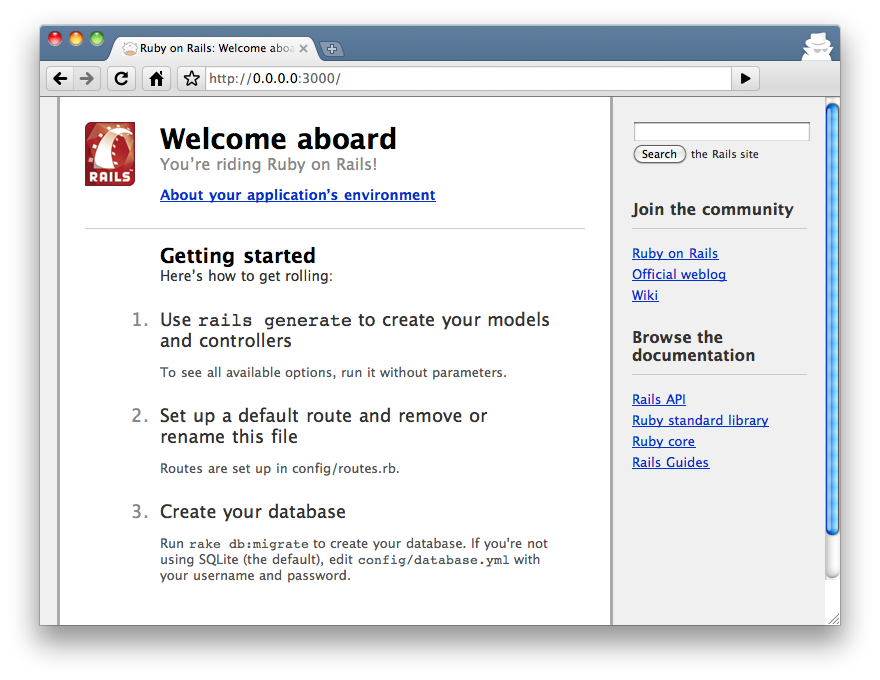 Ruby on Rails: Welcome aboa
http://0.0.0.0:3000/
RAILS
Welcome aboard
You’re riding Ruby on Rails!
About your application’s environment
Getting started
Here’s how to get rolling:
1. Use rails generate to create your models
and controllers
To see all available options, run it without parameters.
2. Set up a default route and remove or
rename this file
Routes are set up in config/routes.rb.
3. Create your database
Run rake db:migrate to create your database. If you're not
using SQLite (the default), edit config/database.yml with
your username and password.
Search the Rails site
Join the community
Ruby on Rails
Official weblog
Wiki
Browse the
documentation
Rails API
Ruby standard library
Ruby core
Rails Guides